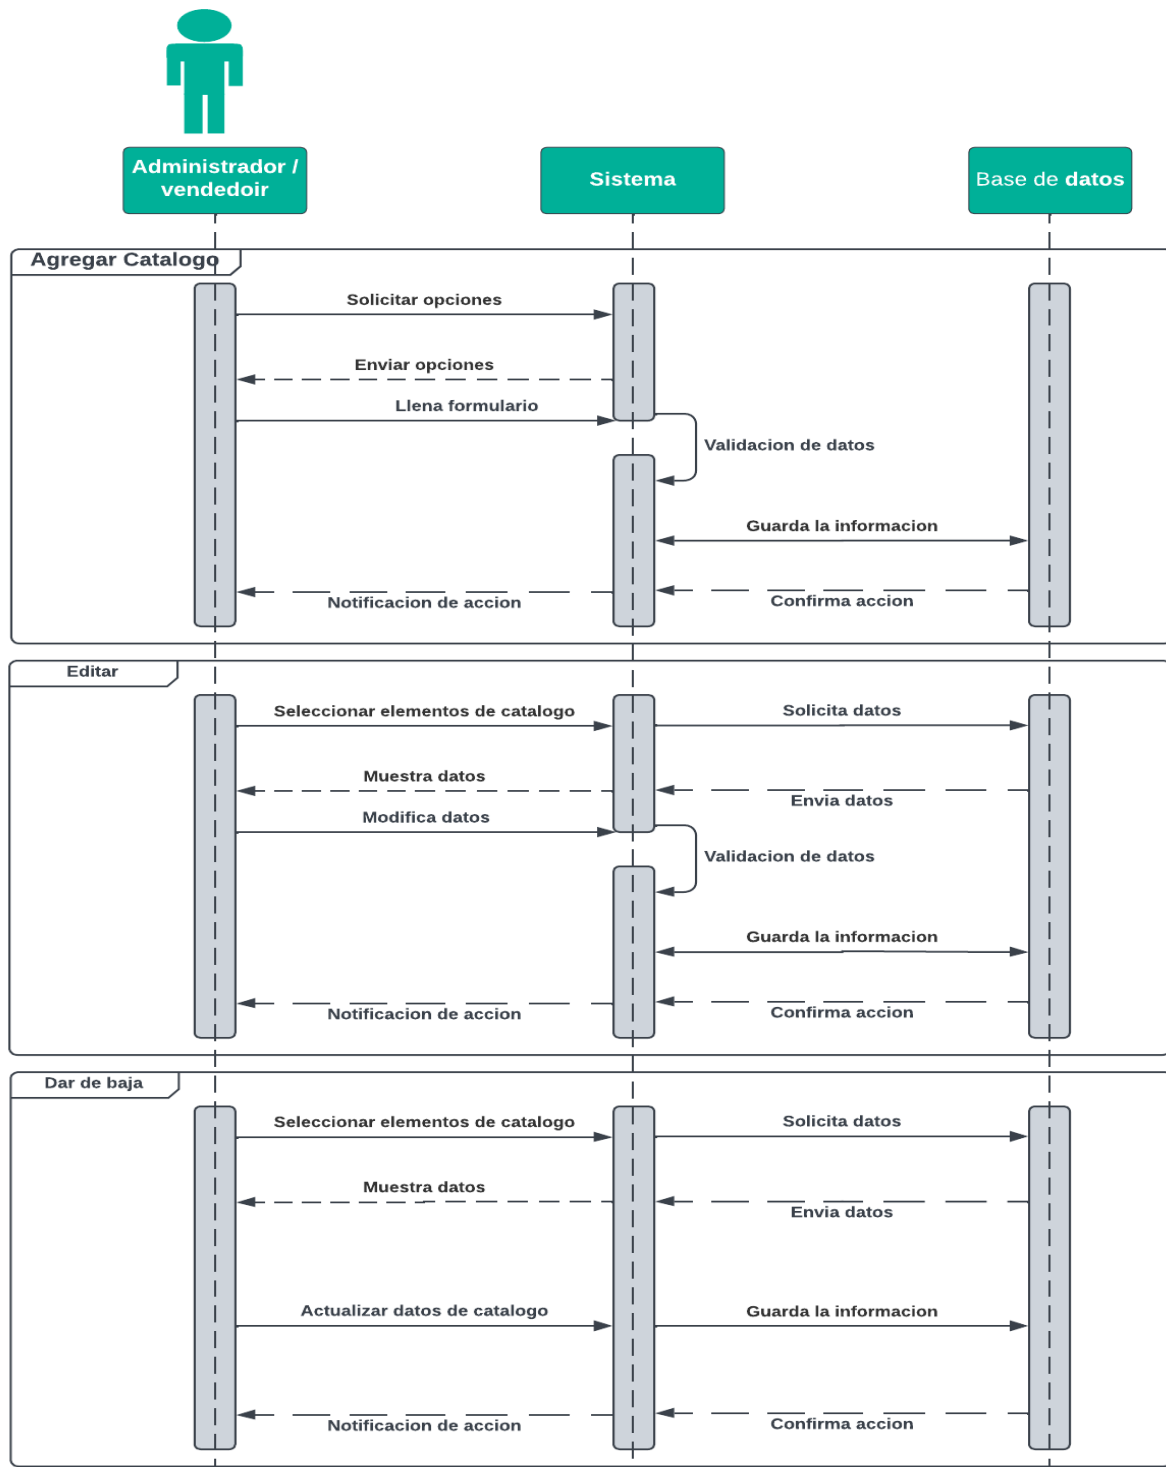 Administrador /
vendedoir
Sistema
Base de datos
Agregar Catalogo
Solicitar opciones
Enviar opciones
Llena formulario
Validacion de datos
Guarda la informacion
Notificacion de accion
Confirma accion
Editar
Seleccionar elementos de catalogo
Solicita datos
Muestra datos
Envia datos
Modifica datos
Validacion de datos
Guarda la informacion
Notificacion de accion
Confirma accion
Dar de baja
Seleccionar elementos de catalogo
Solicita datos
Muestra datos
Envia datos
Actualizar datos de catalogo
Guarda la informacion
Notificacion de accion
Confirma accion